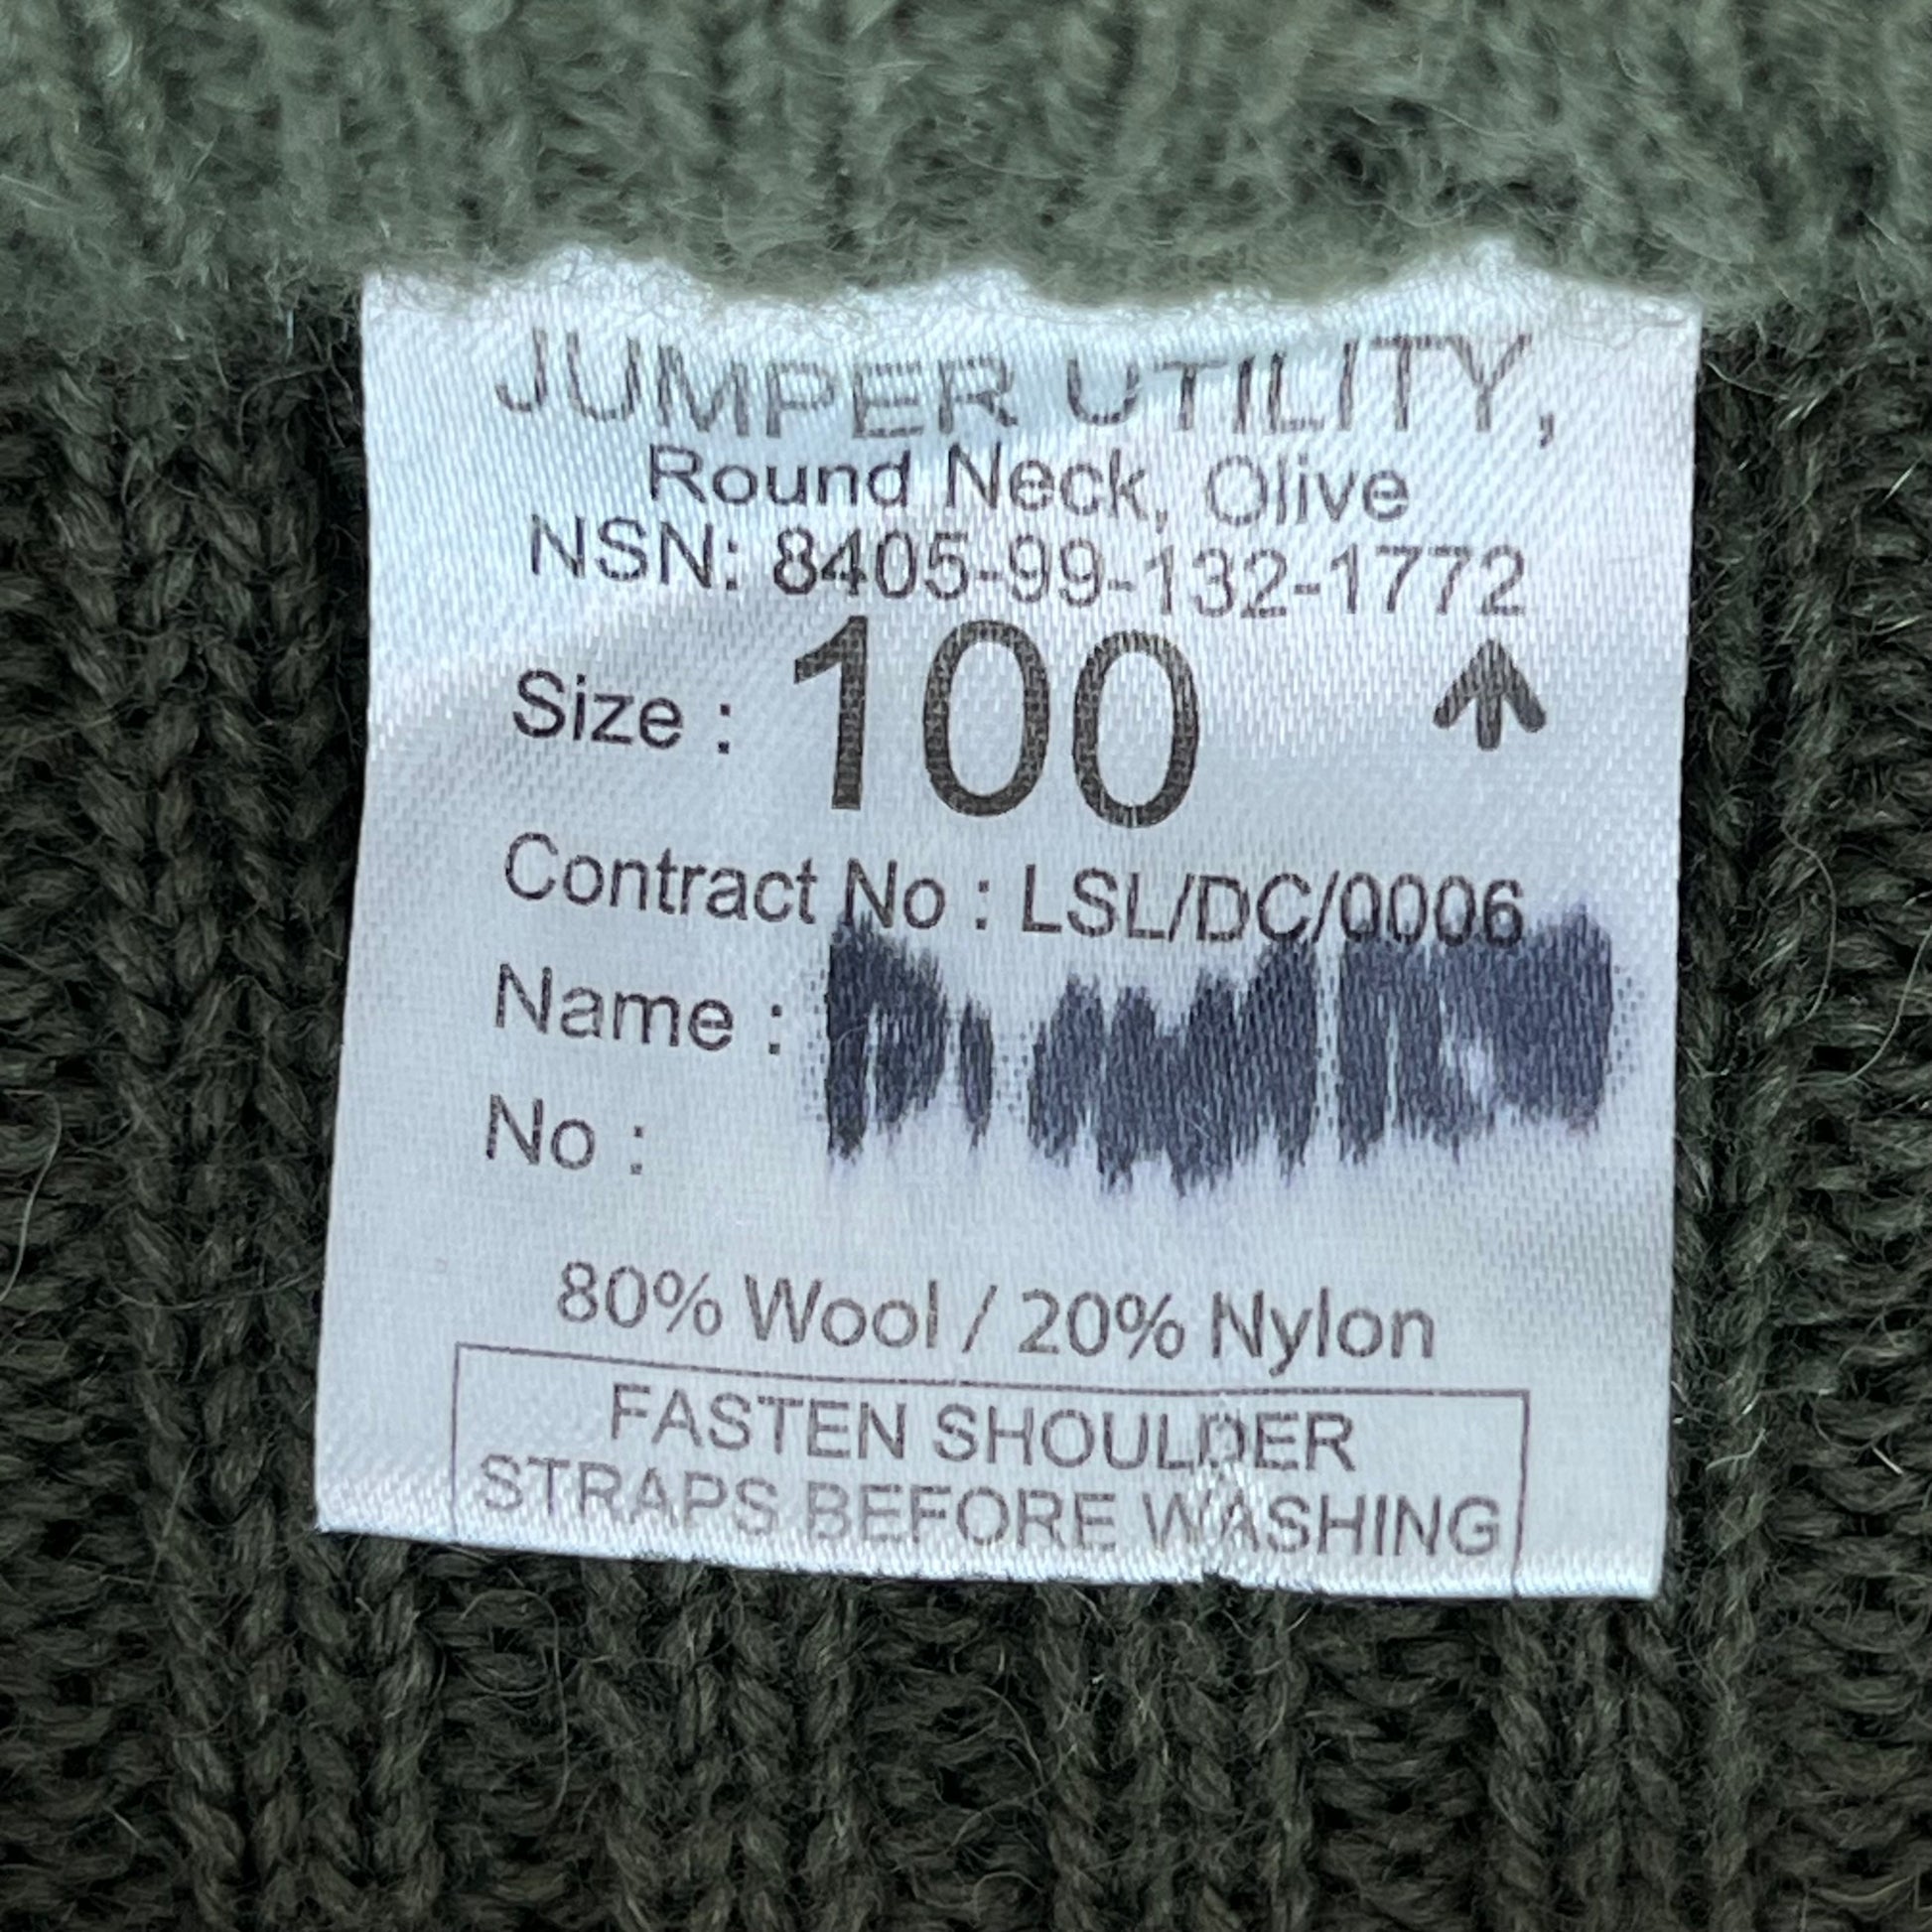 JUMPER UTILITY,
Round Neck, Olive
NSN: 8405-99-132-1772
Size : 100
Contract No : LSL/DC/0006
Name :
No :
80% Wool / 20% Nylon
FASTEN SHOULDER
STRAPS BEFORE WASHING